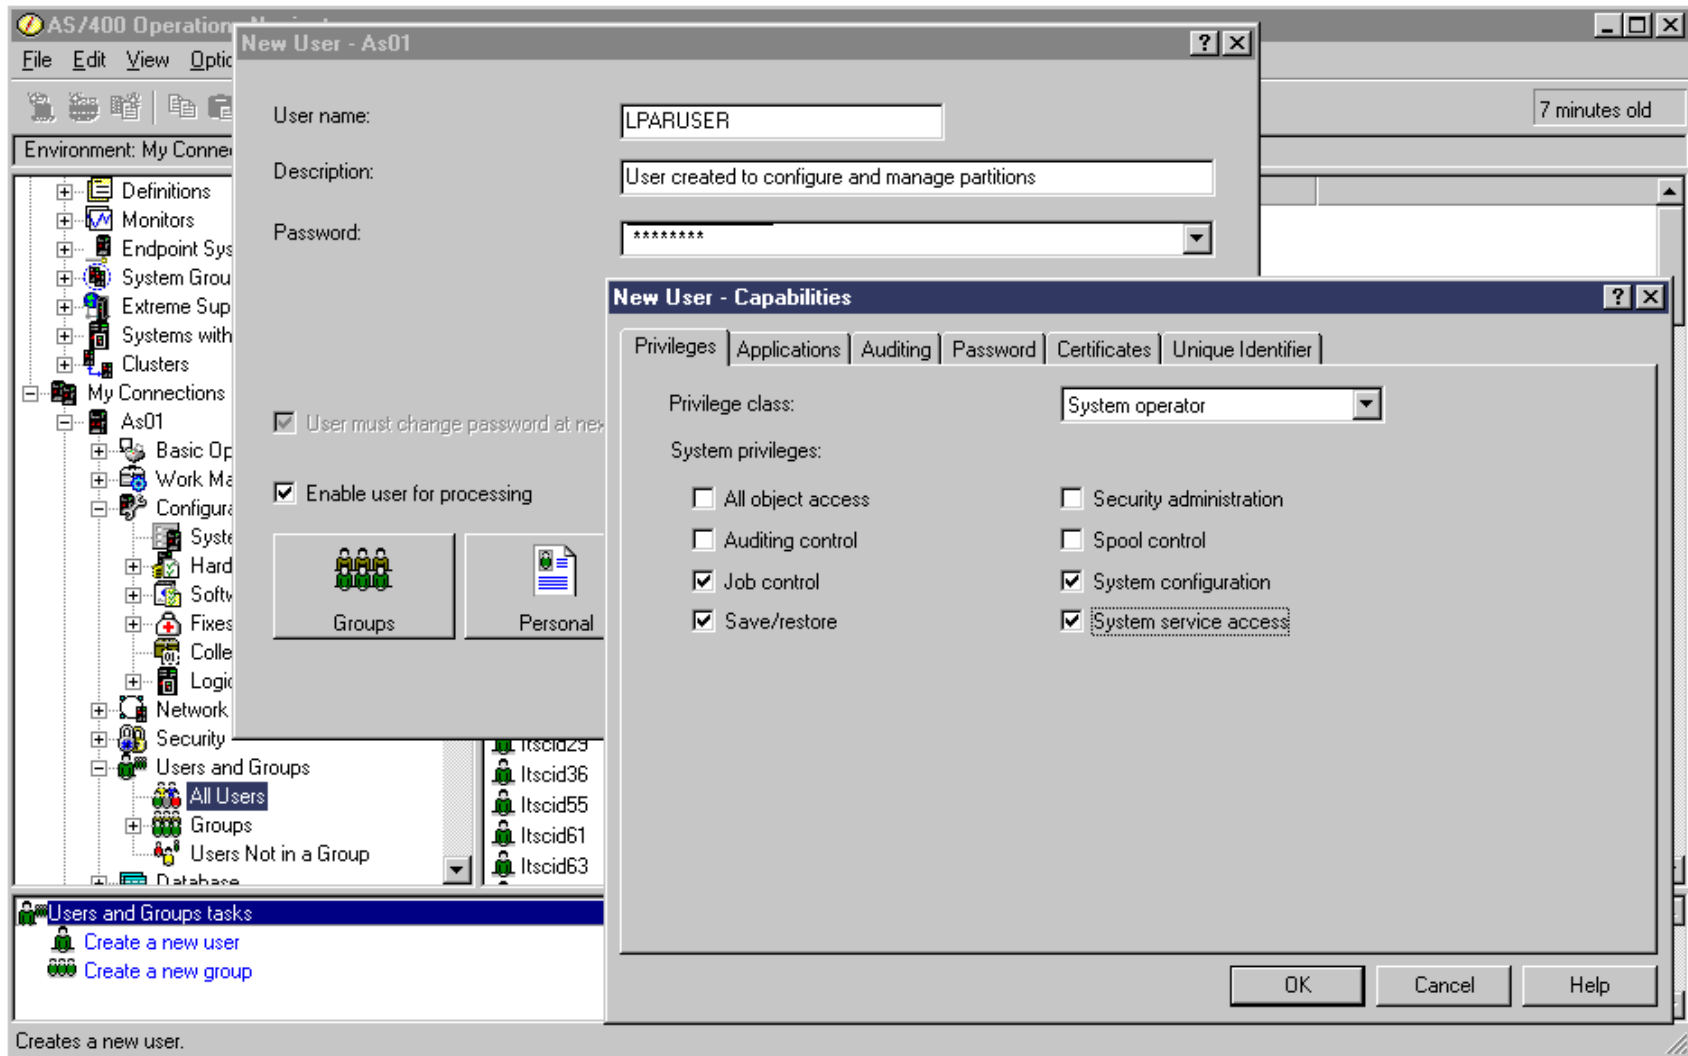 AS/400 Operation
File Edit View Optic
7 minutes old
Environment: My Conne
Definitions
Monitors
Endpoint Sys
System Grou
Extreme Sup
Systems with
Clusters
My Connections
As01
Basic Op
Work Ma
Configura
Syste
Hard
Softw
Fixes
Colle
Logic
Network
Security
Users and Groups
All Users
Groups
Users Not in a Group
Database
Itscid29
Itscid36
Itscid55
Itscid61
Itscid63
New User - As01
User name:
LPARUSER
Description:
User created to configure and manage partitions
Password:
********
User must change password at nex
Enable user for processing
Groups
Personal
New User - Capabilities
Privileges Applications Auditing Password Certificates Unique Identifier
Privilege class:
System operator
System privileges:
All object access Security administration
Auditing control Spool control
Job control System configuration
Save/restore System service access
OK Cancel Help
Users and Groups tasks
Create a new user
Create a new group
Creates a new user.